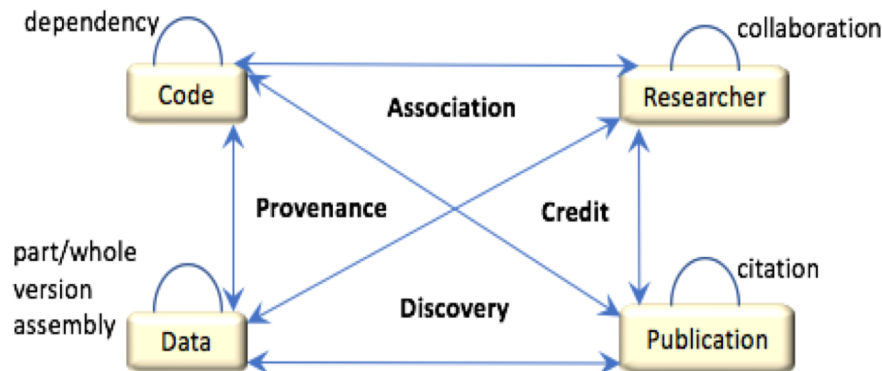 dependency
collaboration
Code
Researcher
Association
Provenance
Credit
part/whole
version
assembly
citation
Discovery
Data
Publication